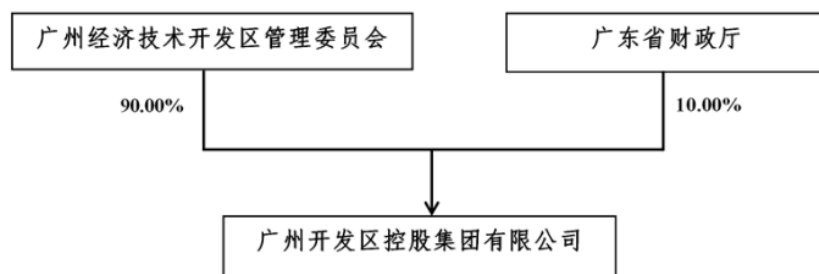 广州经济技术开发区管理委员会
广东省财政厅
90.00%
10.00%
广州开发区控股集团有限公司